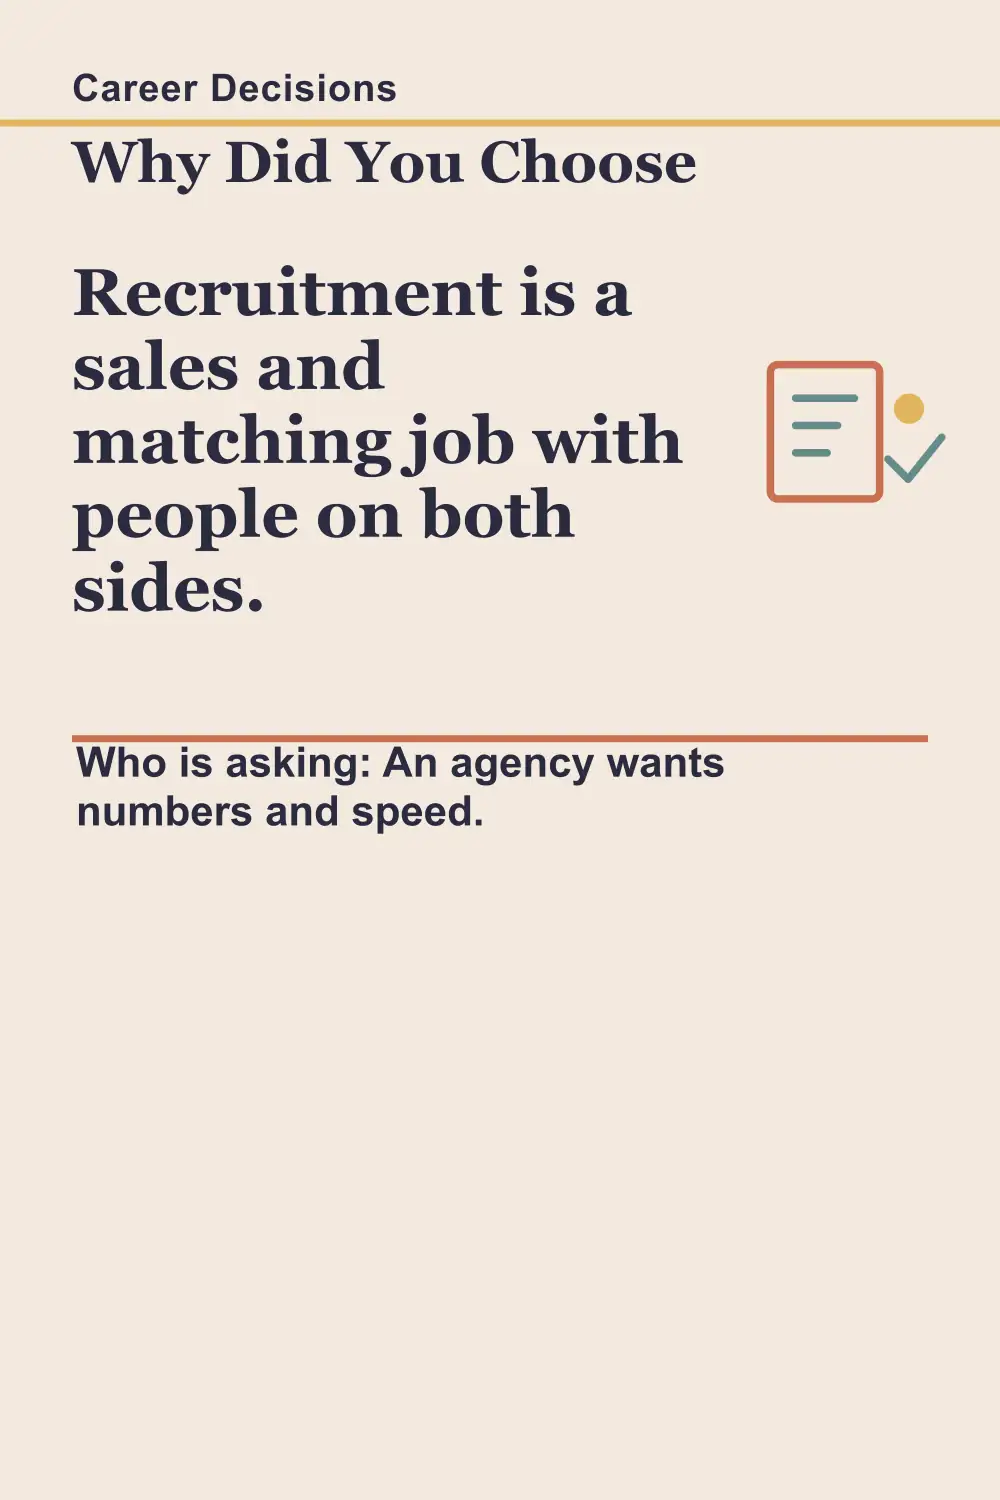 Career Decisions
Why Did You Choose
Recruitment is a
sales and
matching job with
people on both
sides.
Who is asking: An agency wants
numbers and speed.